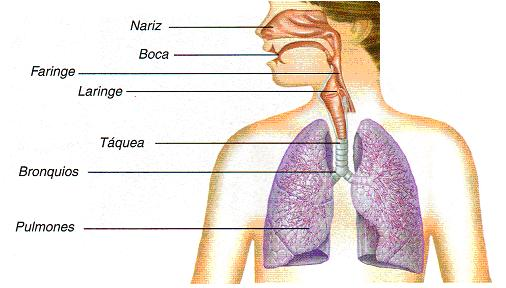 Nariz
Boca
Faringe
Laringe
Táquea
Bronquios
Pulmones